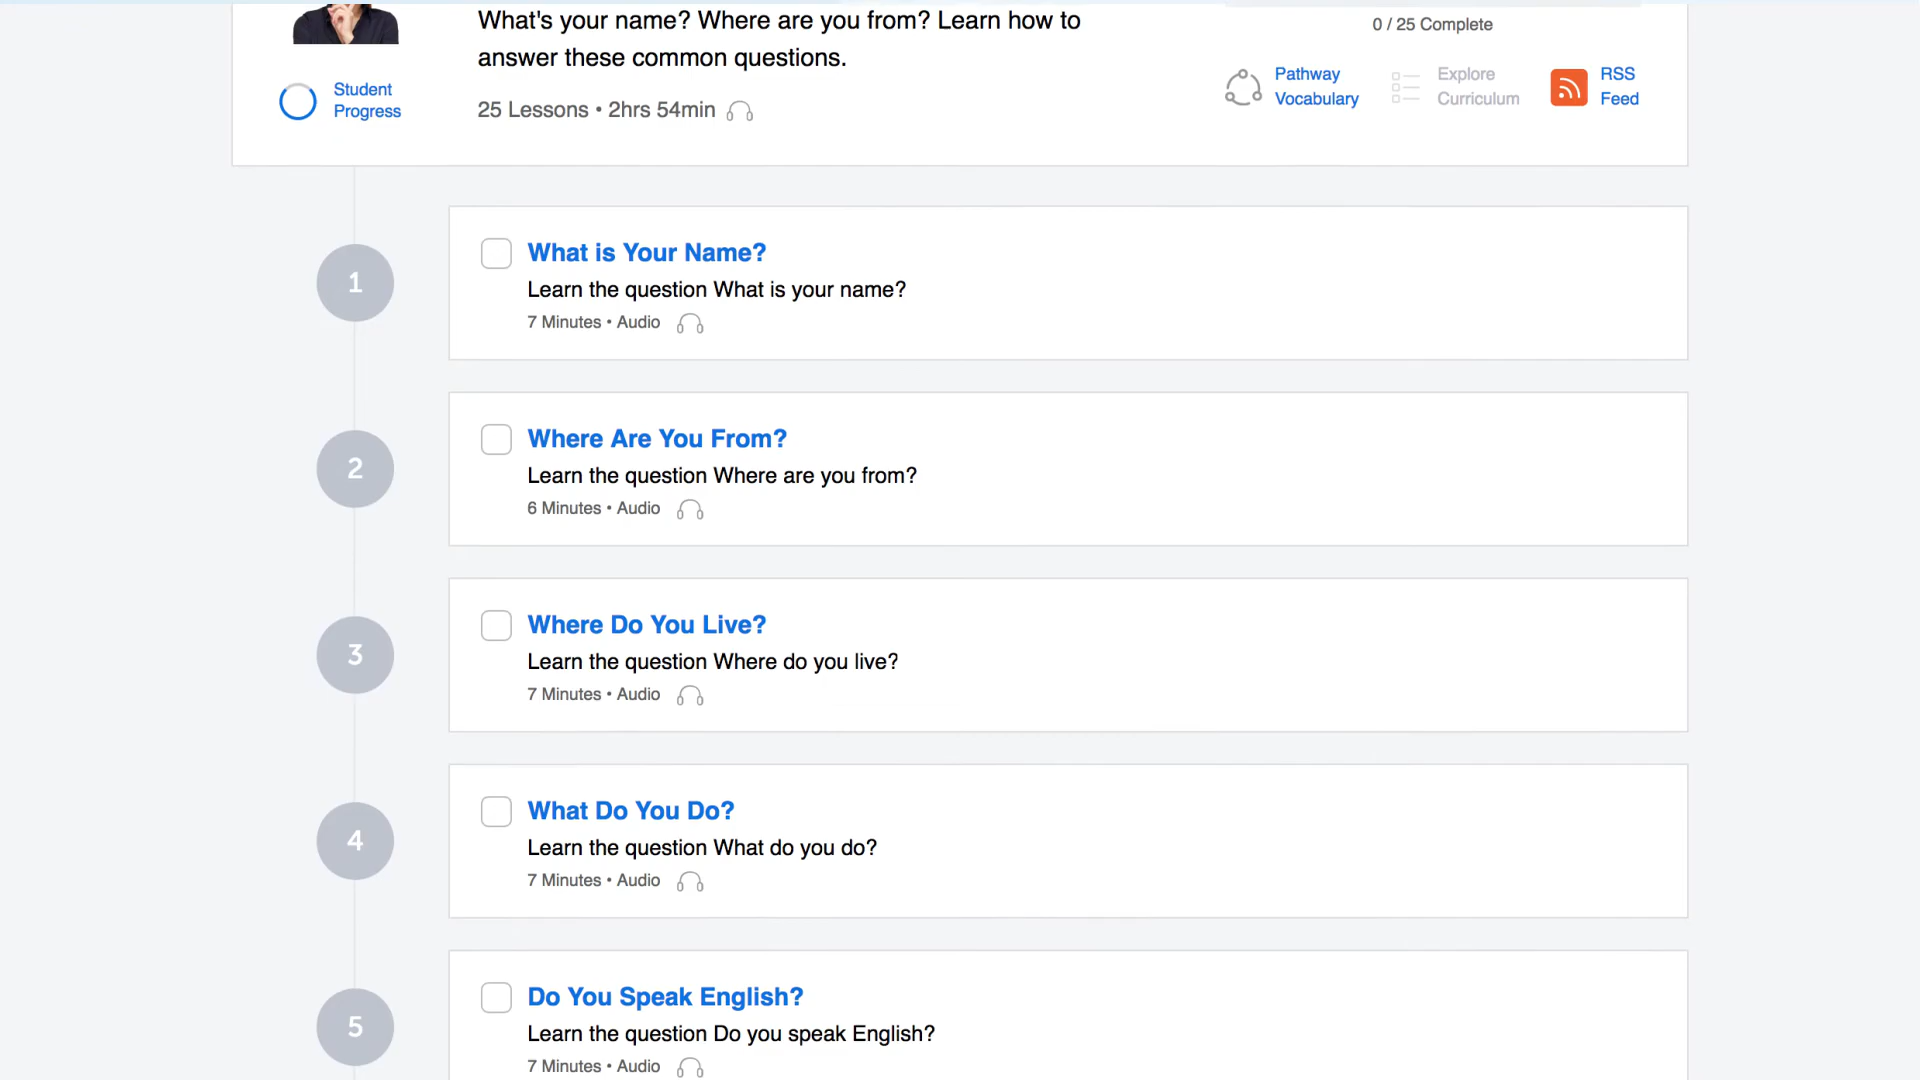 What's your name? Where are you from? Learn how to
answer these common questions.
25 Lessons • 2hrs 54min
Student
Progress
0 / 25 Complete
Pathway
Vocabulary
Explore
Curriculum
RSS
Feed
1
What is Your Name?
Learn the question What is your name?
7 Minutes • Audio
2
Where Are You From?
Learn the question Where are you from?
6 Minutes • Audio
3
Where Do You Live?
Learn the question Where do you live?
7 Minutes • Audio
4
What Do You Do?
Learn the question What do you do?
7 Minutes • Audio
5
Do You Speak English?
Learn the question Do you speak English?
7 Minutes • Audio